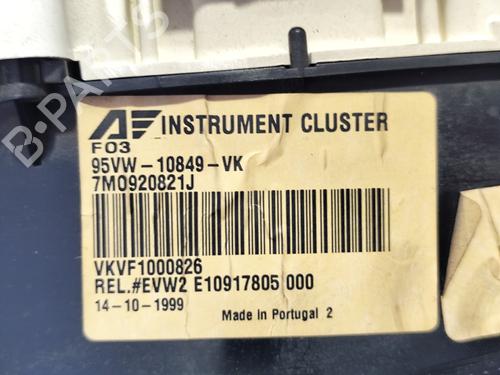 INSTRUMENT CLUSTER
F03
95VW-10849-VK
7M0920821J
VKVF1000826
REL.#EVW2 E10917805 000
14-10-1999
Made in Portugal 2
B-PARTS